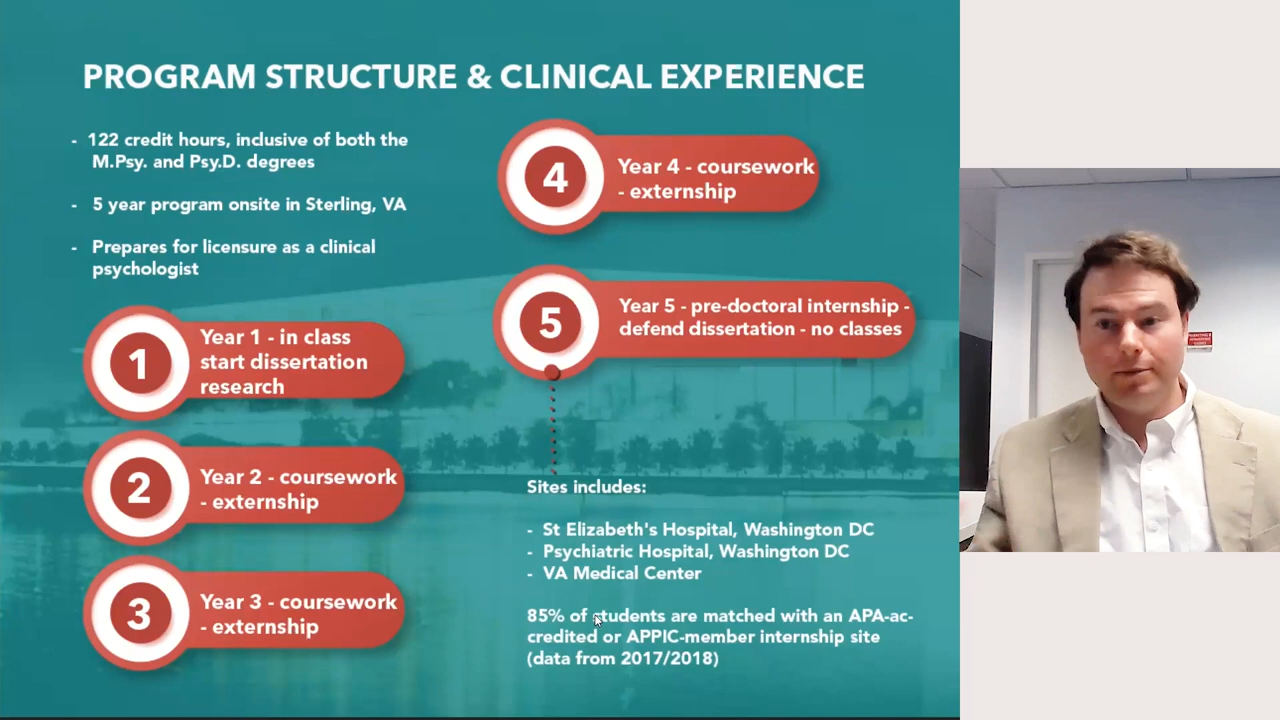 PROGRAM STRUCTURE & CLINICAL EXPERIENCE
- 122 credit hours, inclusive of both the
M.Psy. and Psy.D. degrees
- 5 year program onsite in Sterling, VA
- Prepares for licensure as a clinical
psychologist
1
Year 1 - in class
start dissertation
research
2
Year 2 - coursework
- externship
3
Year 3 - coursework
- externship
4
Year 4 - coursework
- externship
5
Year 5 - pre-doctoral internship -
defend dissertation - no classes
Sites includes:
- St Elizabeth's Hospital, Washington DC
- Psychiatric Hospital, Washington DC
- VA Medical Center
85% of students are matched with an APA-ac-
credited or APPIC-member internship site
(data from 2017/2018)